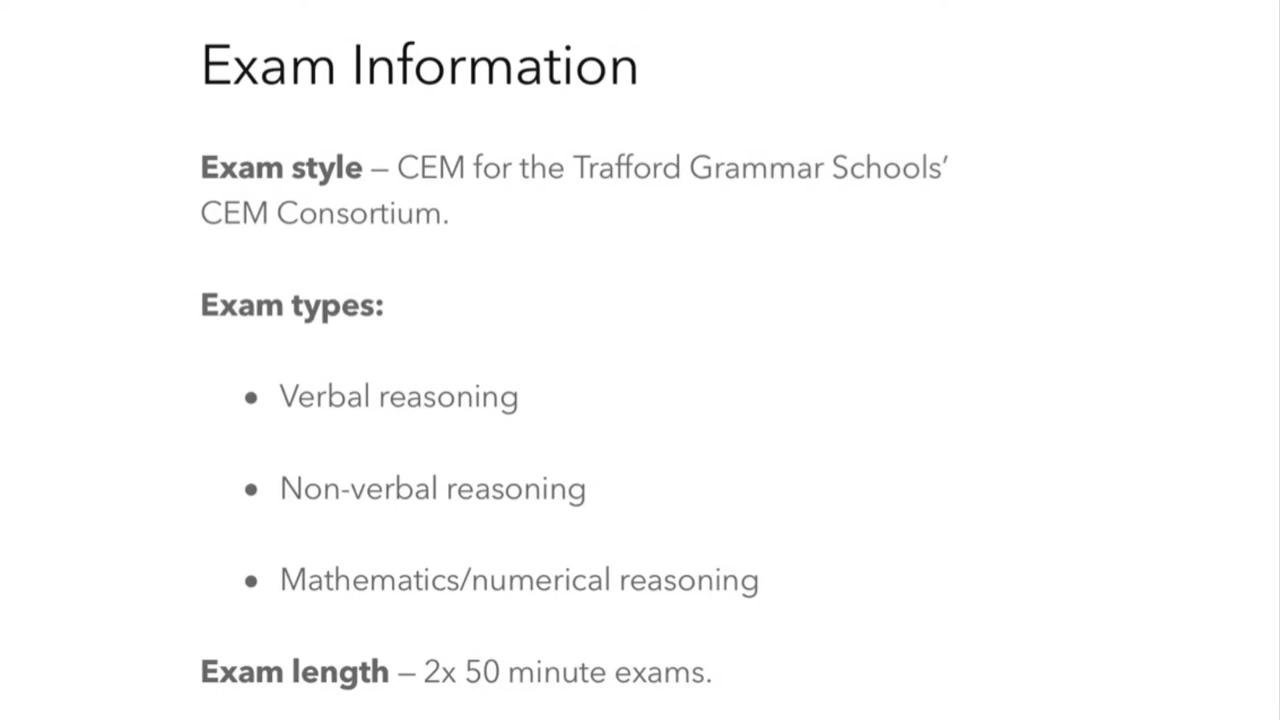 Exam Information
Exam style – CEM for the Trafford Grammar Schools’
CEM Consortium.
Exam types:
• Verbal reasoning
• Non-verbal reasoning
• Mathematics/numerical reasoning
Exam length – 2x 50 minute exams.